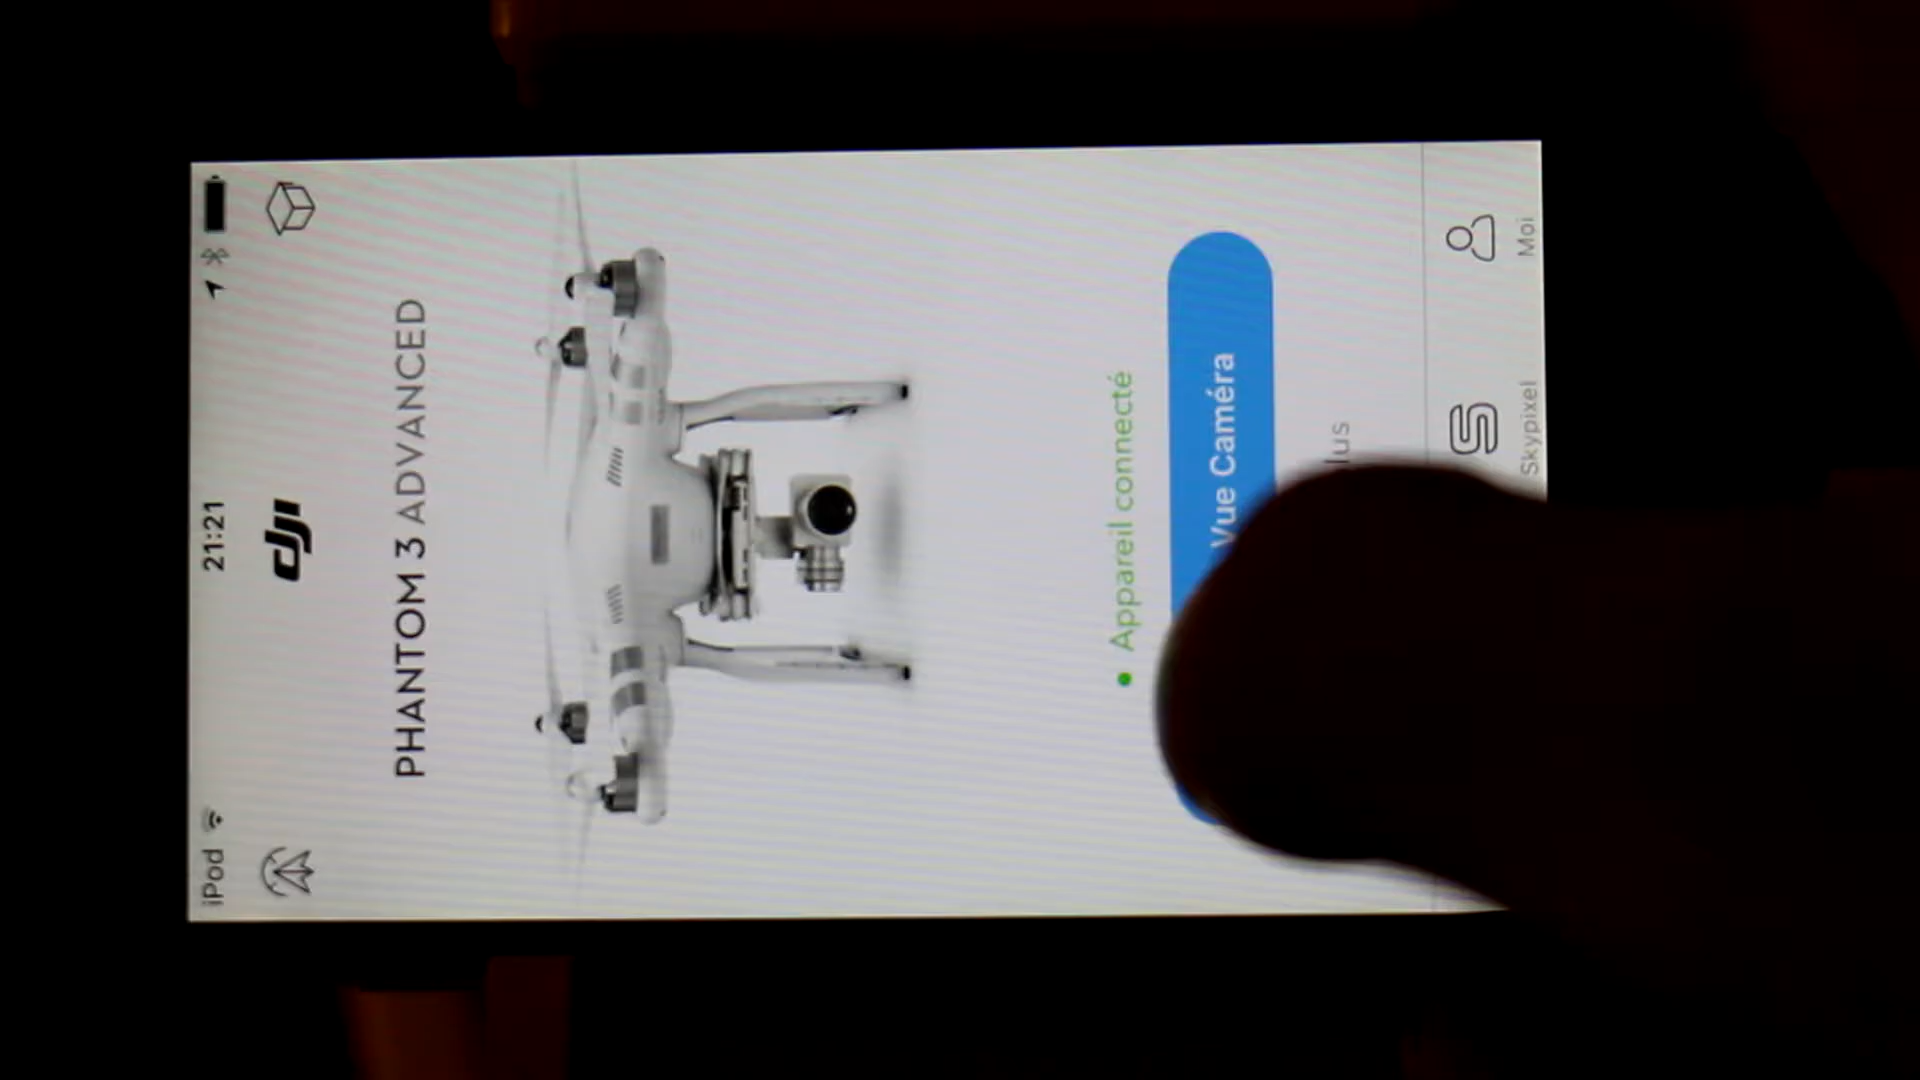 iPod 21:21
dji
PHANTOM 3 ADVANCED
Appareil connecté
Vue Caméra
Skypixel Moi